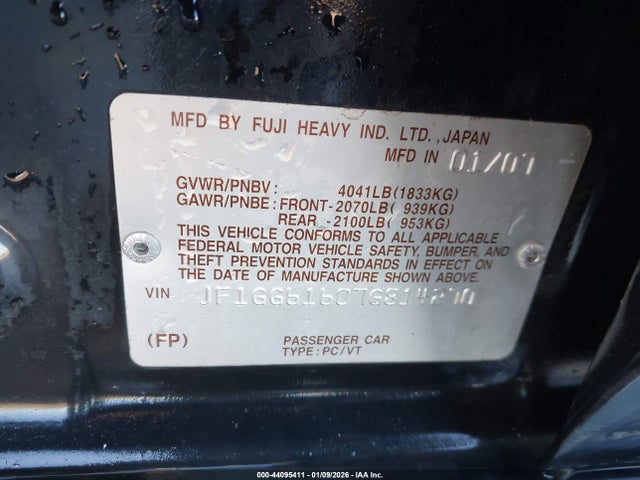 MFD BY FUJI HEAVY IND. LTD., JAPAN
MFD IN 01/07
GVWR/PNBV : 4041LB(1833KG)
GAWR/PNBE: FRONT-2070LB( 939KG)
REAR -2100LB( 953KG)
THIS VEHICLE CONFORMS TO ALL APPLICABLE
FEDERAL MOTOR VEHICLE SAFETY, BUMPER, AND
THEFT PREVENTION STANDARDS IN EFFECT ON
THE DATE OF MANUFACTURE SHOWN ABOVE.
VIN : JF1GG61607G814270
(FP) PASSENGER CAR
TYPE : PC/VT
000-44095411 - 01/09/2026 - IAAI Corp.